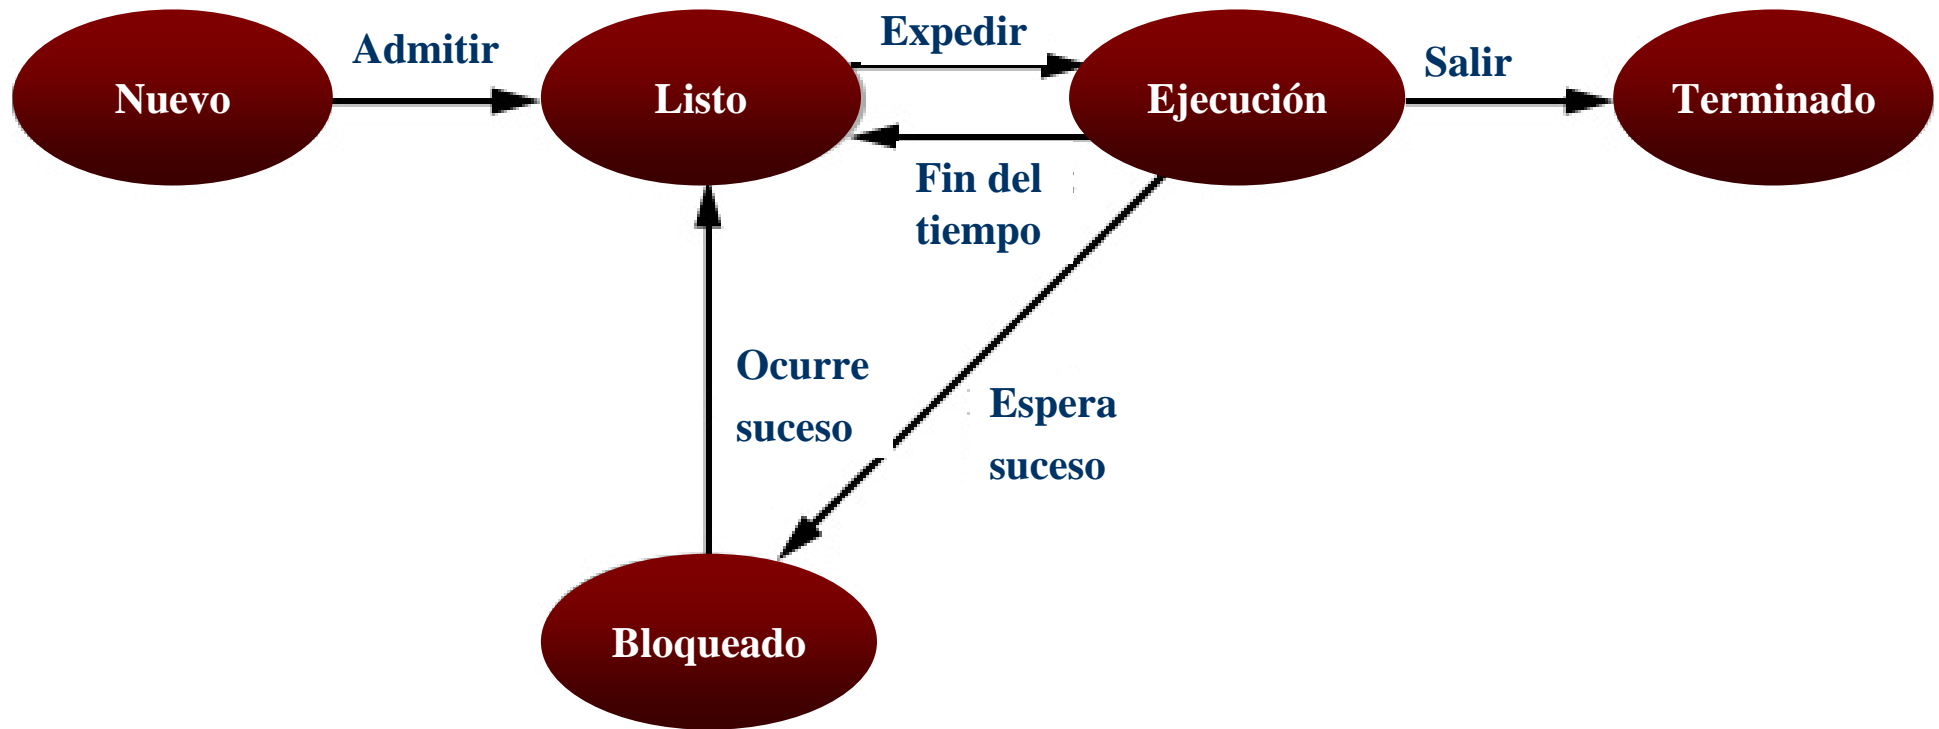 Nuevo
Admitir
Listo
Expedir
Ejecución
Salir
Terminado
Fin del
tiempo
Ocurre
suceso
Espera
suceso
Bloqueado